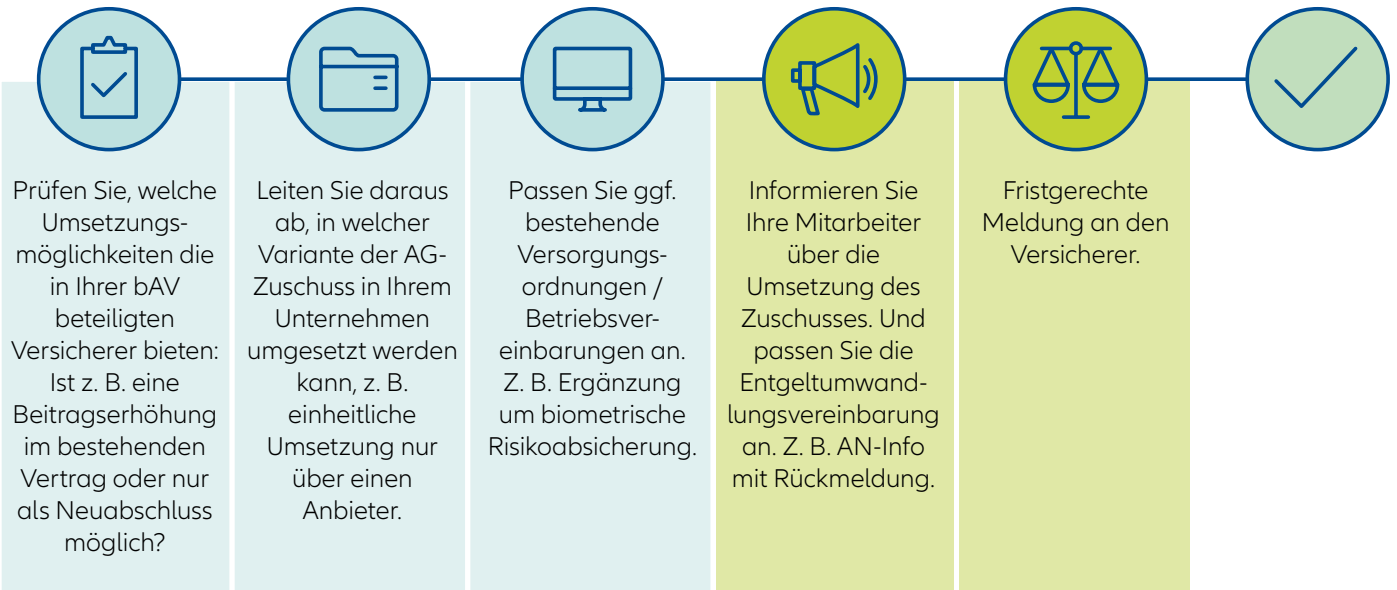 Prüfen Sie, welche
Umsetzungs-
möglichkeiten die
in Ihrer bAV
beteiligten
Versicherer bieten:
Ist z. B. eine
Beitragserhöhung
im bestehenden
Vertrag oder nur
als Neuabschluss
möglich?
Leiten Sie daraus
ab, in welcher
Variante der AG-
Zuschuss in Ihrem
Unternehmen
umgesetzt werden
kann, z. B.
einheitliche
Umsetzung nur
über einen
Anbieter.
Passen Sie ggf.
bestehende
Versorgungs-
ordnungen /
Betriebsver-
einbarungen an.
Z. B. Ergänzung
um biometrische
Risikoabsicherung.
Informieren Sie
Ihre Mitarbeiter
über die
Umsetzung des
Zuschusses. Und
passen Sie die
Entgeltumwand-
lungsvereinbarung
an. Z. B. AN-Info
mit Rückmeldung.
Fristgerechte
Meldung an den
Versicherer.